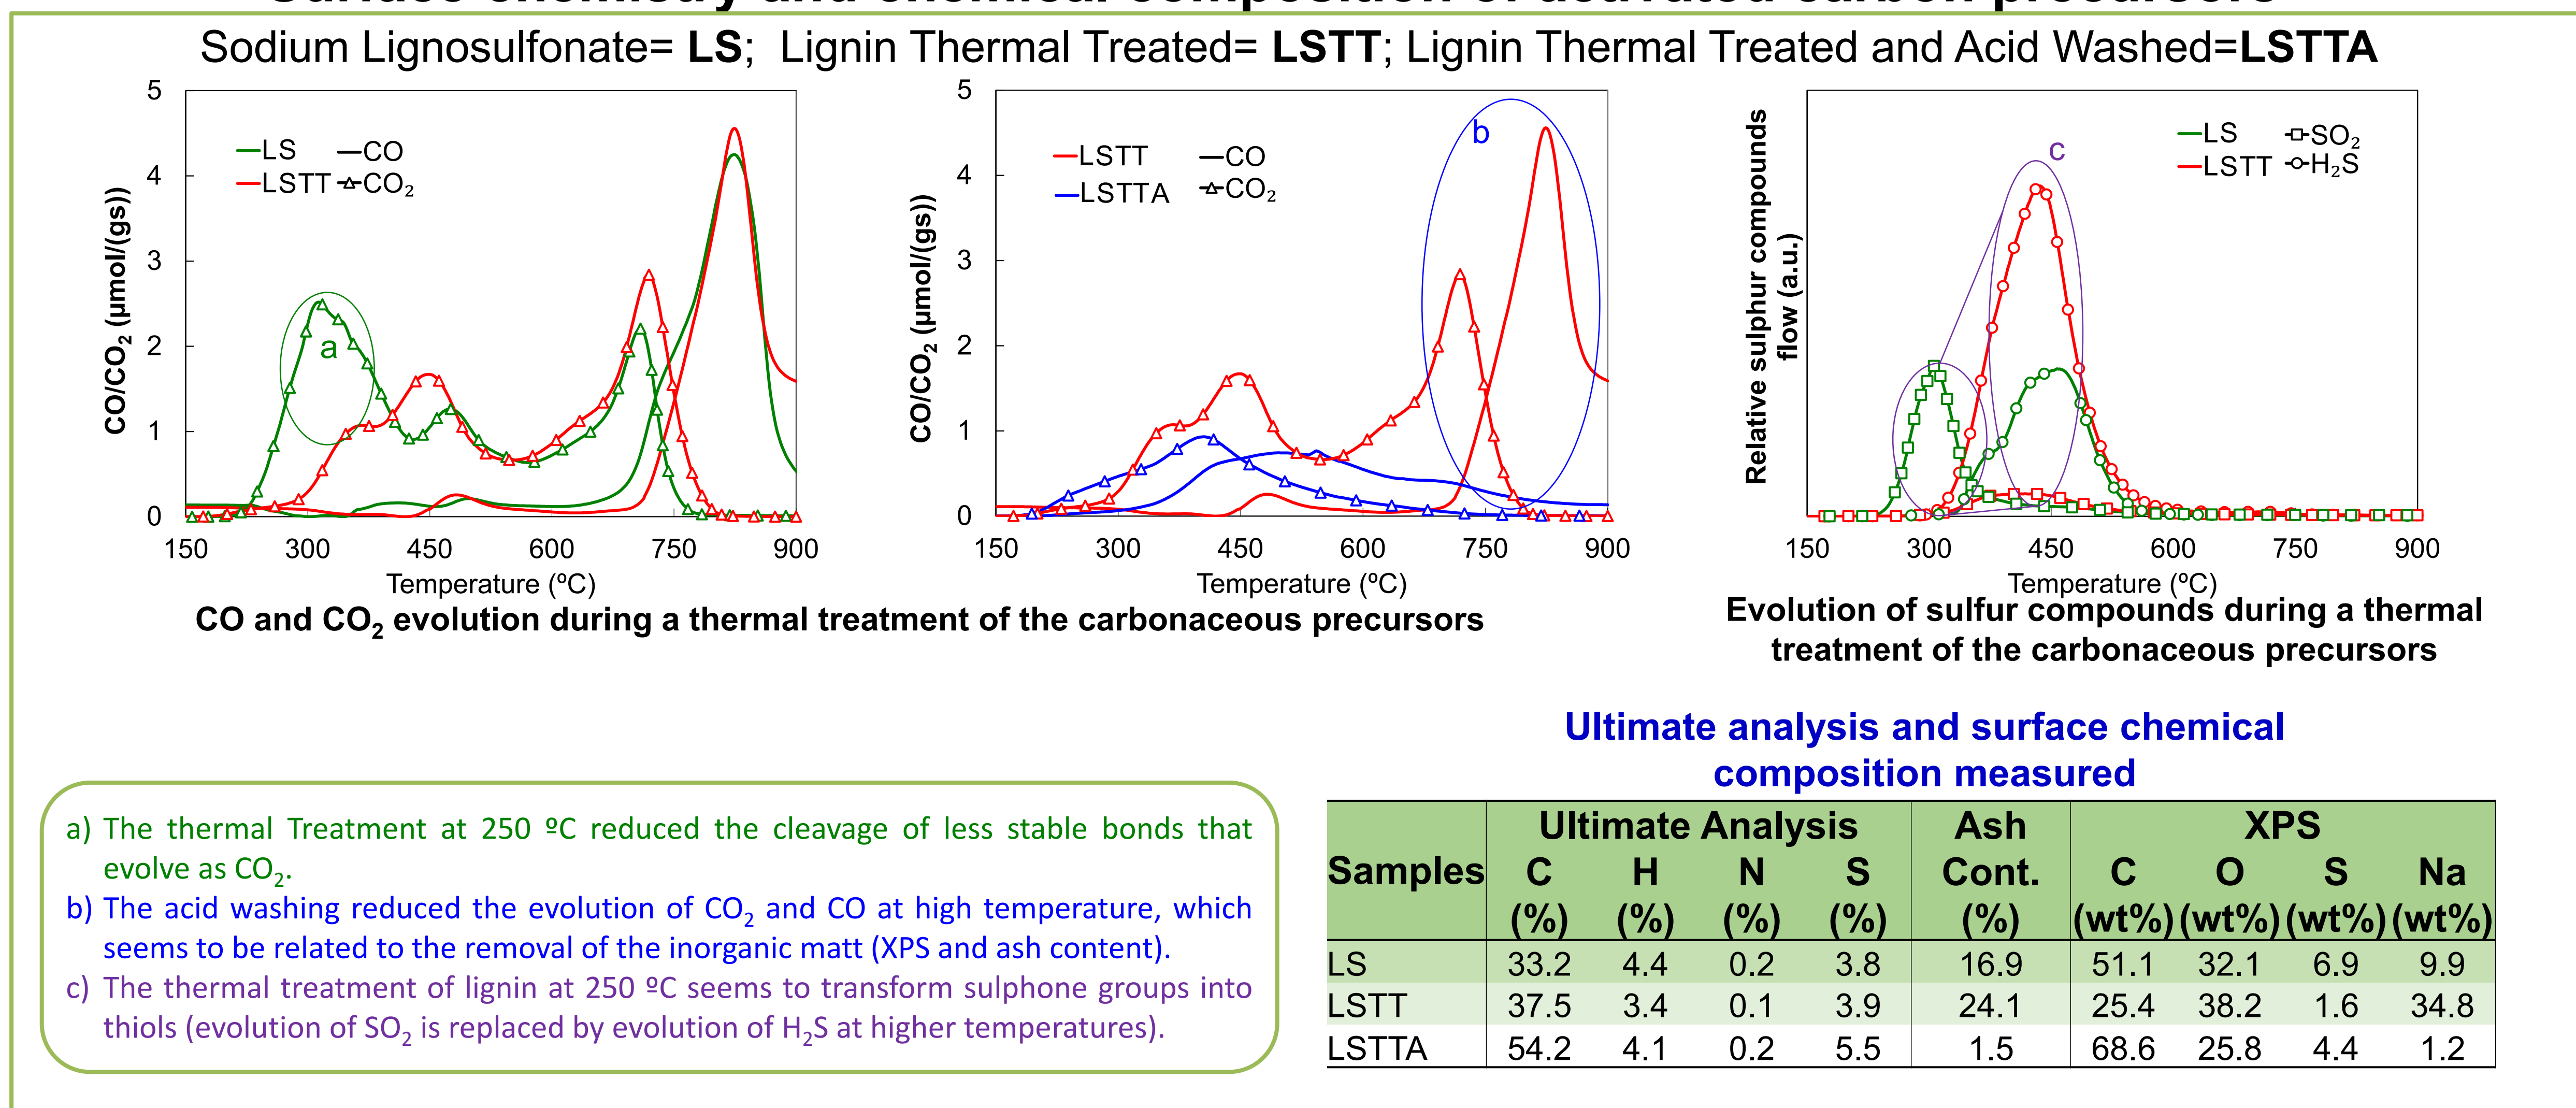 Surface chemistry and chemical composition of activated carbon precursors
Sodium Lignosulfonate= LS; Lignin Thermal Treated= LSTT; Lignin Thermal Treated and Acid Washed=LSTTA
CO/CO₂ (µmol/(gs))
5
4
3
2
1
0
LS CO
LSTT CO₂
a
150 300 450 600 750 900
Temperature (ºC)
CO/CO₂ (µmol/(gs))
5
4
3
2
1
0
LSTT CO
LSTTA CO₂
b
150 300 450 600 750 900
Temperature (ºC)
CO and CO₂ evolution during a thermal treatment of the carbonaceous precursors
Relative sulphur compounds
flow (a.u.)
LS SO₂
LSTT H₂S
c
150 300 450 600 750 900
Temperature (ºC)
Evolution of sulfur compounds during a thermal
treatment of the carbonaceous precursors
a) The thermal Treatment at 250 ºC reduced the cleavage of less stable bonds that
evolve as CO₂.
b) The acid washing reduced the evolution of CO₂ and CO at high temperature, which
seems to be related to the removal of the inorganic matt (XPS and ash content).
c) The thermal treatment of lignin at 250 ºC seems to transform sulphone groups into
thiols (evolution of SO₂ is replaced by evolution of H₂S at higher temperatures).
Ultimate analysis and surface chemical
composition measured
Ultimate Analysis Ash XPS
Samples C H N S Cont. C O S Na
(%) (%) (%) (%) (%) (wt%) (wt%) (wt%) (wt%)
LS 33.2 4.4 0.2 3.8 16.9 51.1 32.1 6.9 9.9
LSTT 37.5 3.4 0.1 3.9 24.1 25.4 38.2 1.6 34.8
LSTTA 54.2 4.1 0.2 5.5 1.5 68.6 25.8 4.4 1.2